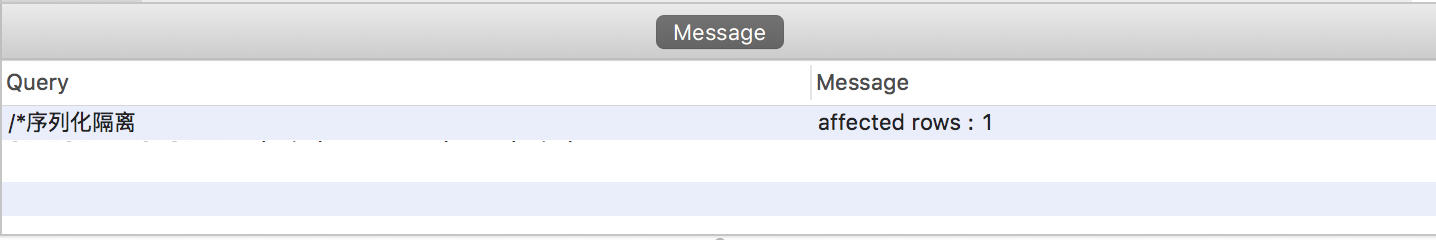 Message
Query Message
/*序列化隔离 affected rows : 1